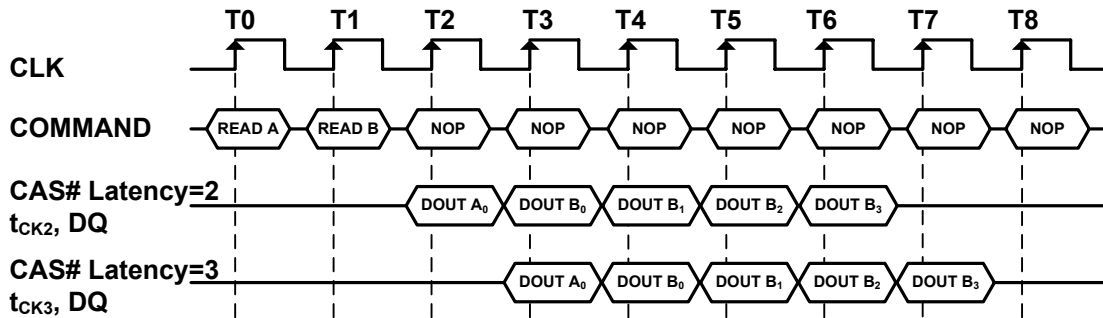 T0 T1 T2 T3 T4 T5 T6 T7 T8
CLK
COMMAND READ A READ B NOP NOP NOP NOP NOP NOP NOP
CAS# Latency=2
tCK2, DQ DOUT A0 DOUT B0 DOUT B1 DOUT B2 DOUT B3
CAS# Latency=3
tCK3, DQ DOUT A0 DOUT B0 DOUT B1 DOUT B2 DOUT B3